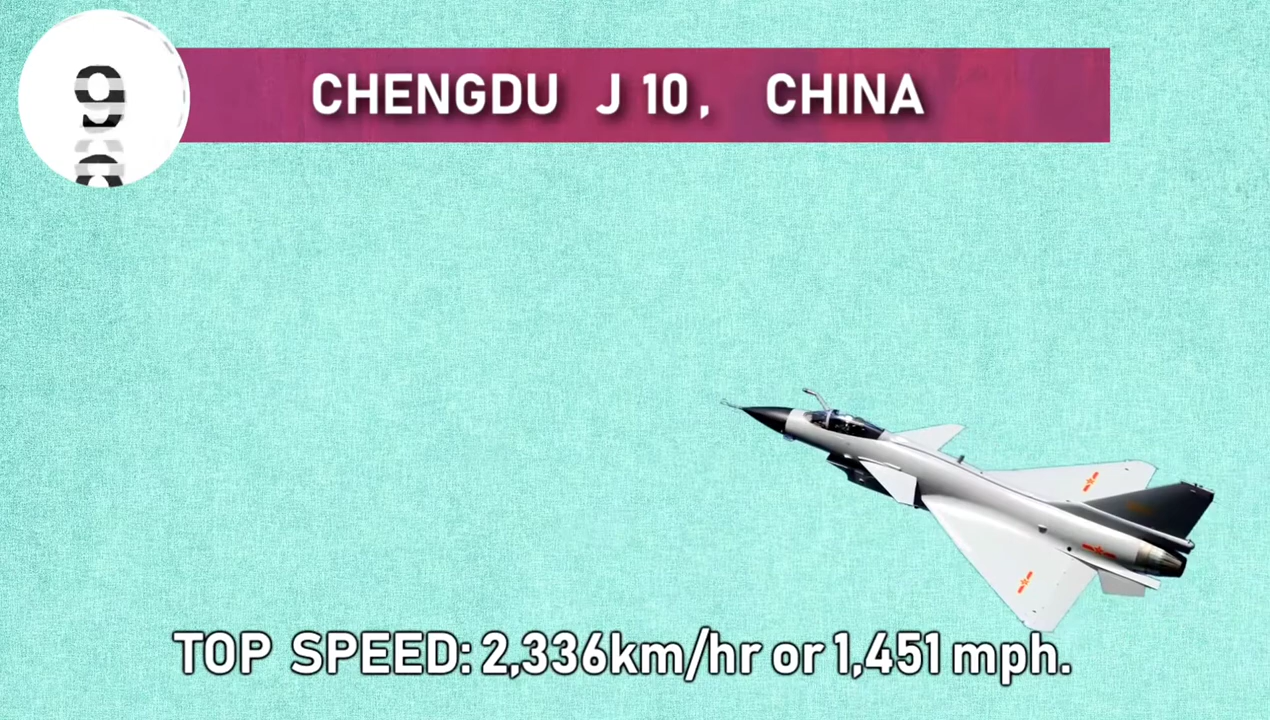 9
CHENGDU J 10, CHINA
TOP SPEED: 2,336km/hr or 1,451 mph.